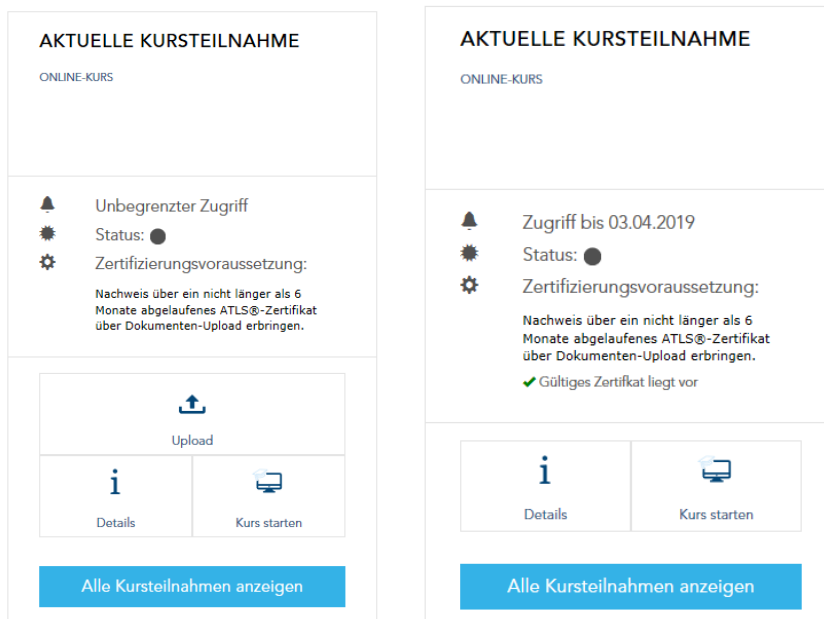 AKTUELLE KURSTEILNAHME
ONLINE-KURS
Unbegrenzter Zugriff
Status:
Zertifizierungsvoraussetzung:
Nachweis über ein nicht länger als 6
Monate abgelaufenes ATLS®-Zertifikat
über Dokumenten-Upload erbringen.
Upload
Details
Kurs starten
Alle Kursteilnahmen anzeigen
AKTUELLE KURSTEILNAHME
ONLINE-KURS
Zugriff bis 03.04.2019
Status:
Zertifizierungsvoraussetzung:
Nachweis über ein nicht länger als 6
Monate abgelaufenes ATLS®-Zertifikat
über Dokumenten-Upload erbringen.
Gültiges Zertifkat liegt vor
Details
Kurs starten
Alle Kursteilnahmen anzeigen